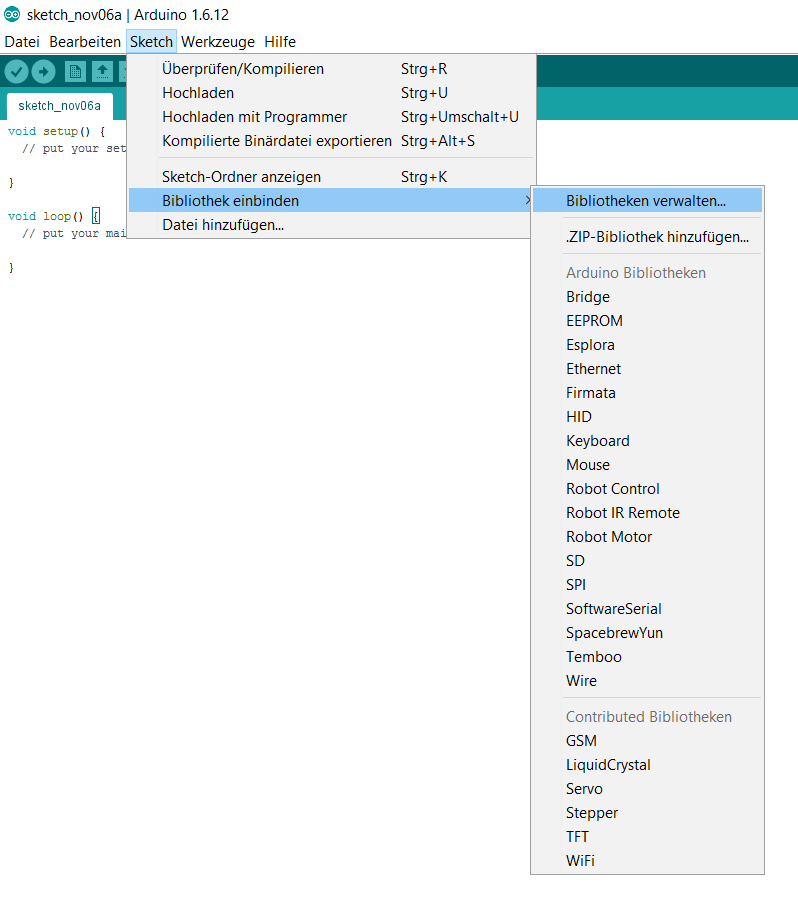 sketch_nov06a | Arduino 1.6.12
Datei Bearbeiten Sketch Werkzeuge Hilfe
sketch_nov06a
void setup() {
// put your set
}
void loop() {
// put your mai
}
Überprüfen/Kompilieren Strg+R
Hochladen Strg+U
Hochladen mit Programmer Strg+Umschalt+U
Kompilierte Binärdatei exportieren Strg+Alt+S
Sketch-Ordner anzeigen Strg+K
Bibliothek einbinden
Datei hinzufügen...
Bibliotheken verwalten...
.ZIP-Bibliothek hinzufügen...
Arduino Bibliotheken
Bridge
EEPROM
Esplora
Ethernet
Firmata
HID
Keyboard
Mouse
Robot Control
Robot IR Remote
Robot Motor
SD
SPI
SoftwareSerial
SpacebrewYun
Temboo
Wire
Contributed Bibliotheken
GSM
LiquidCrystal
Servo
Stepper
TFT
WiFi